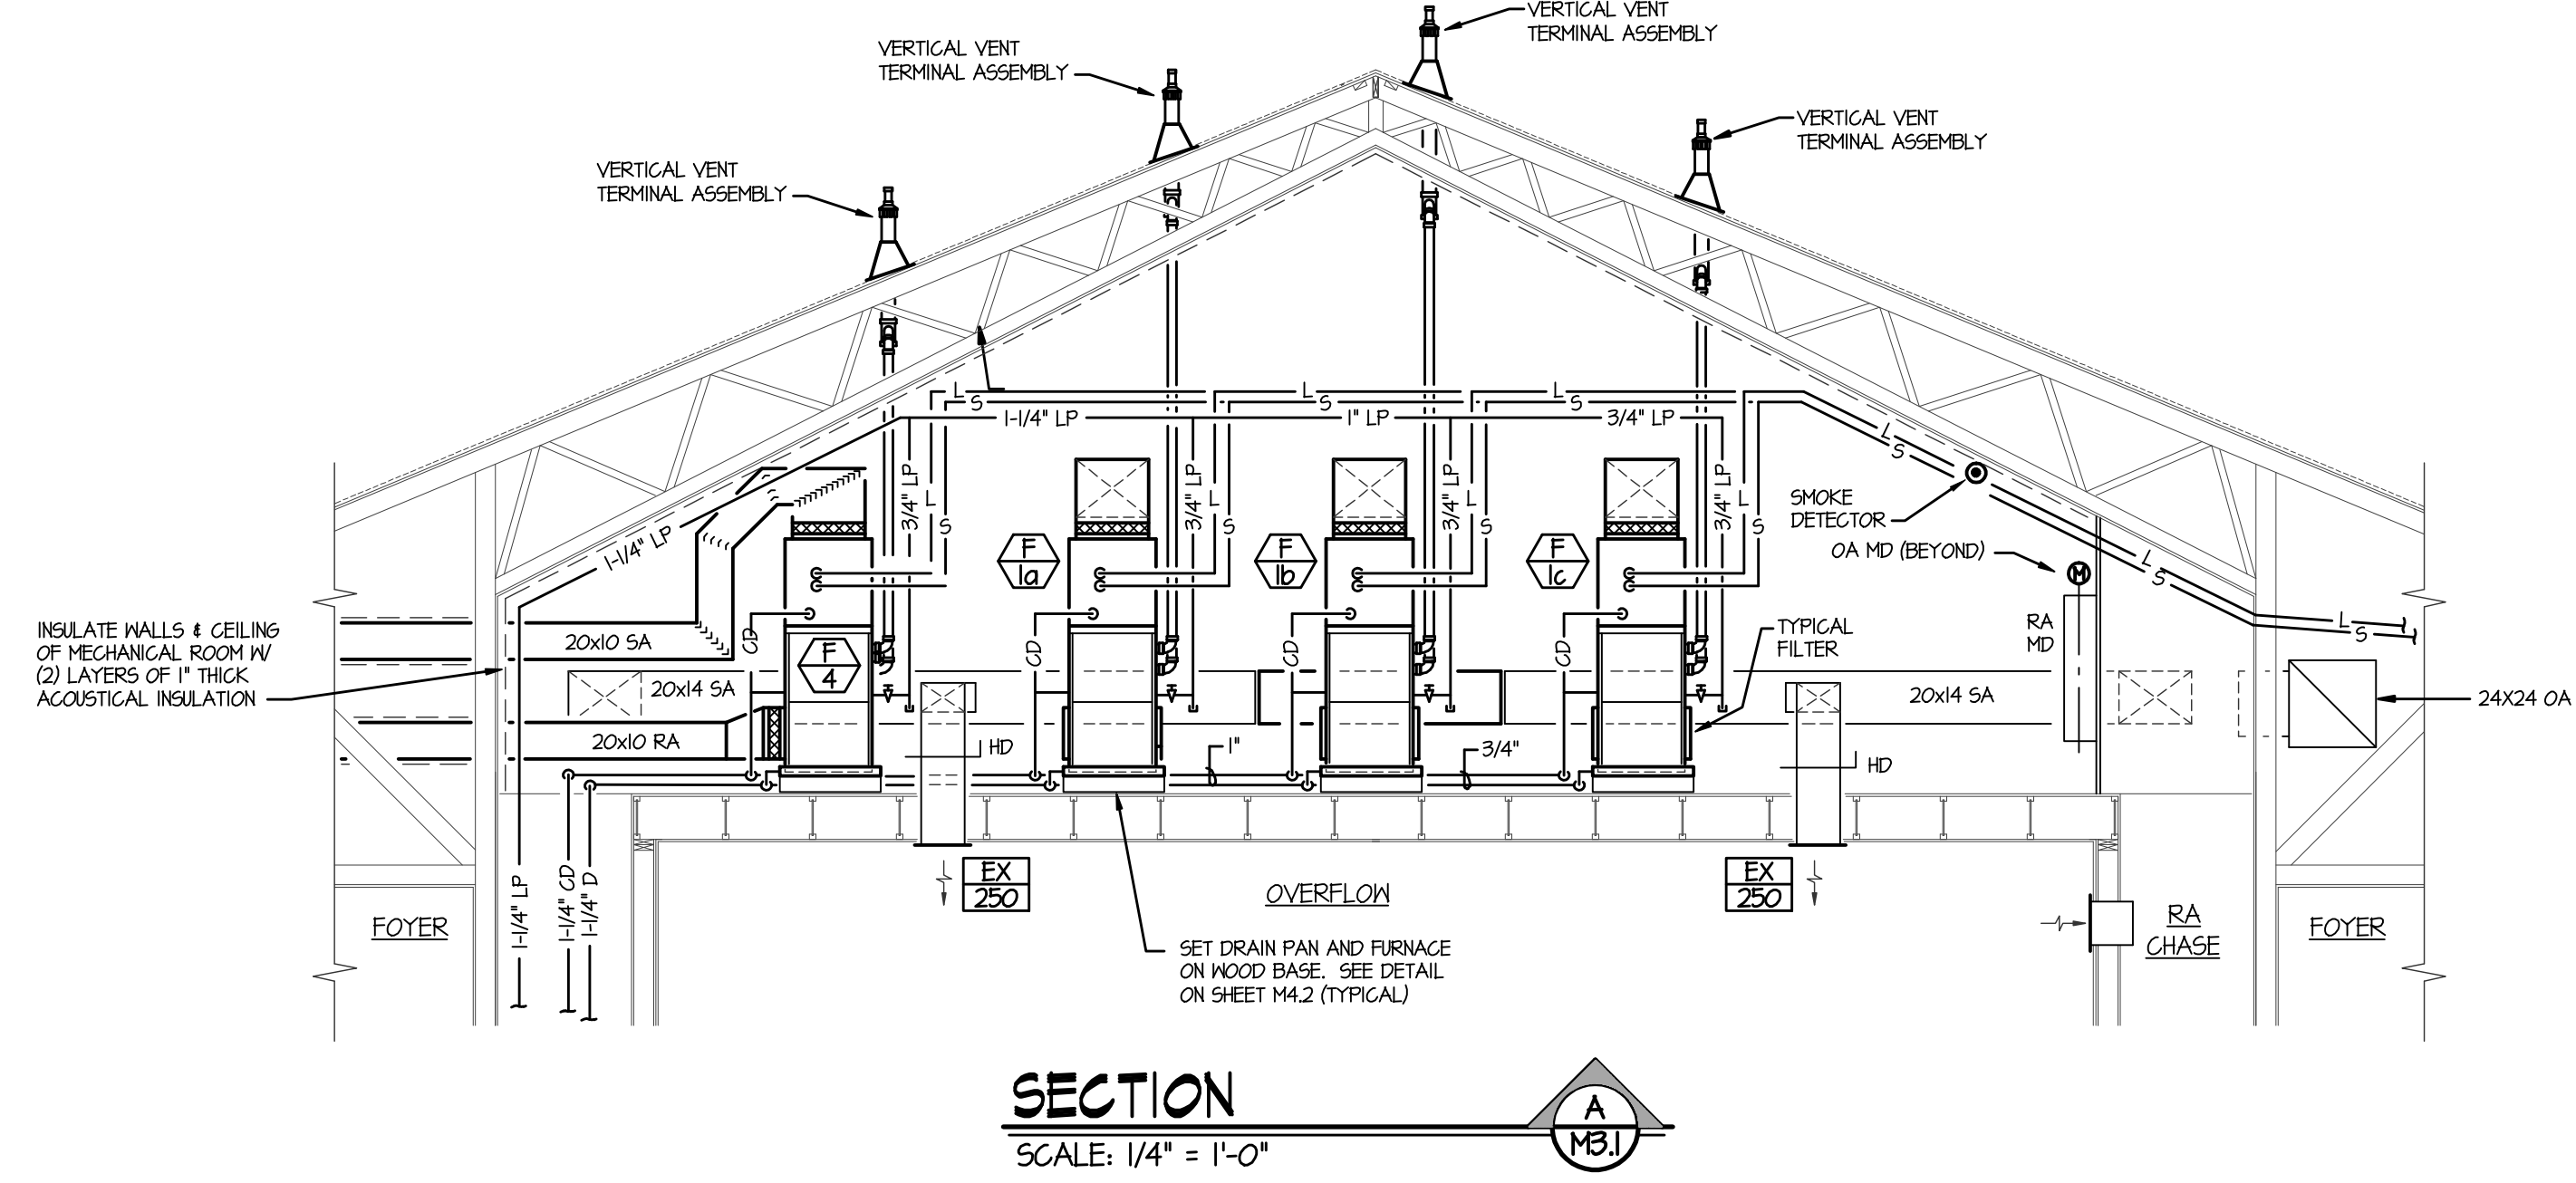 VERTICAL VENT
TERMINAL ASSEMBLY
VERTICAL VENT
TERMINAL ASSEMBLY
VERTICAL VENT
TERMINAL ASSEMBLY
VERTICAL VENT
TERMINAL ASSEMBLY
L
S
L
S
L
S
1-1/4" LP
1" LP
3/4" LP
L
S
3/4" LP
L
S
3/4" LP
L
S
3/4" LP
L
S
3/4" LP
L
S
1-1/4" LP
SMOKE
DETECTOR
OA MD (BEYOND)
M
L
S
F
1a
F
1b
F
1c
INSULATE WALLS & CEILING
OF MECHANICAL ROOM W/
(2) LAYERS OF 1" THICK
ACOUSTICAL INSULATION
20x10 SA
CD
F
4
CD
CD
CD
TYPICAL
FILTER
RA
MD
L
S
20x14 SA
20x14 SA
24X24 OA
20x10 RA
HD
1"
3/4"
HD
1-1/4" LP
1-1/4" CD
1-1/4" D
EX
250
OVERFLOW
EX
250
FOYER
RA
CHASE
FOYER
SET DRAIN PAN AND FURNACE
ON WOOD BASE. SEE DETAIL
ON SHEET M4.2 (TYPICAL)
SECTION
SCALE: 1/4" = 1'-0"
A
M3.1